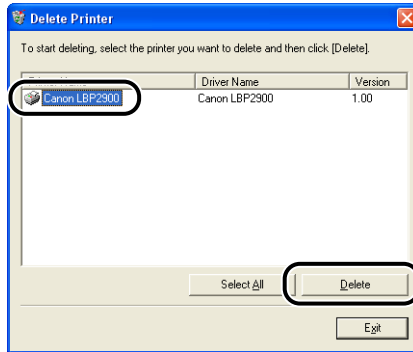 Delete Printer
To start deleting, select the printer you want to delete and then click [Delete].
Driver Name Version
Canon LBP2900 Canon LBP2900 1.00
Select All Delete
Exit